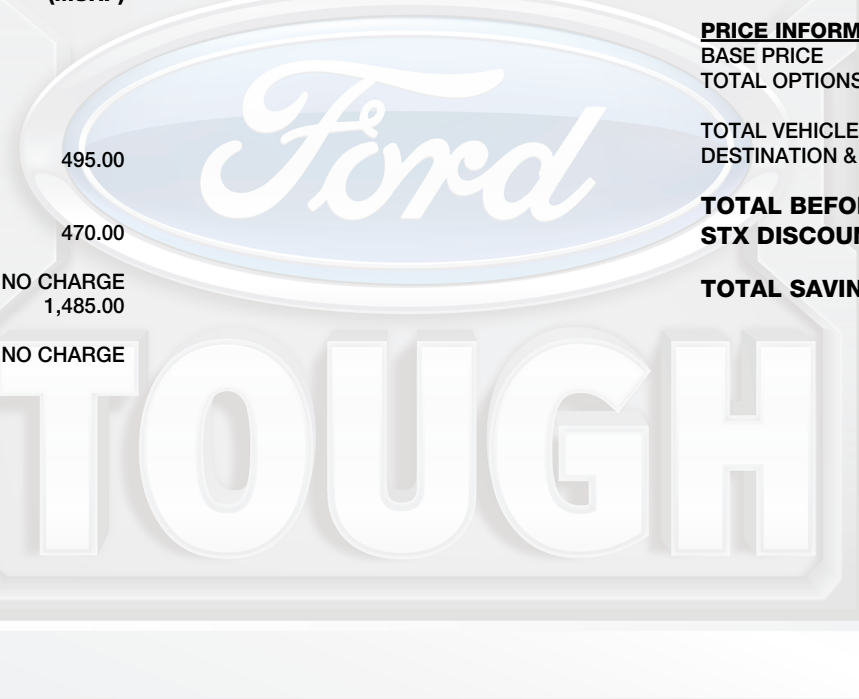 495.00
470.00
NO CHARGE
1,485.00
NO CHARGE
Ford
TOUGH
PRICE INFORM
BASE PRICE
TOTAL OPTIONS
TOTAL VEHICLE
DESTINATION &
TOTAL BEFO
STX DISCOU
TOTAL SAVIN